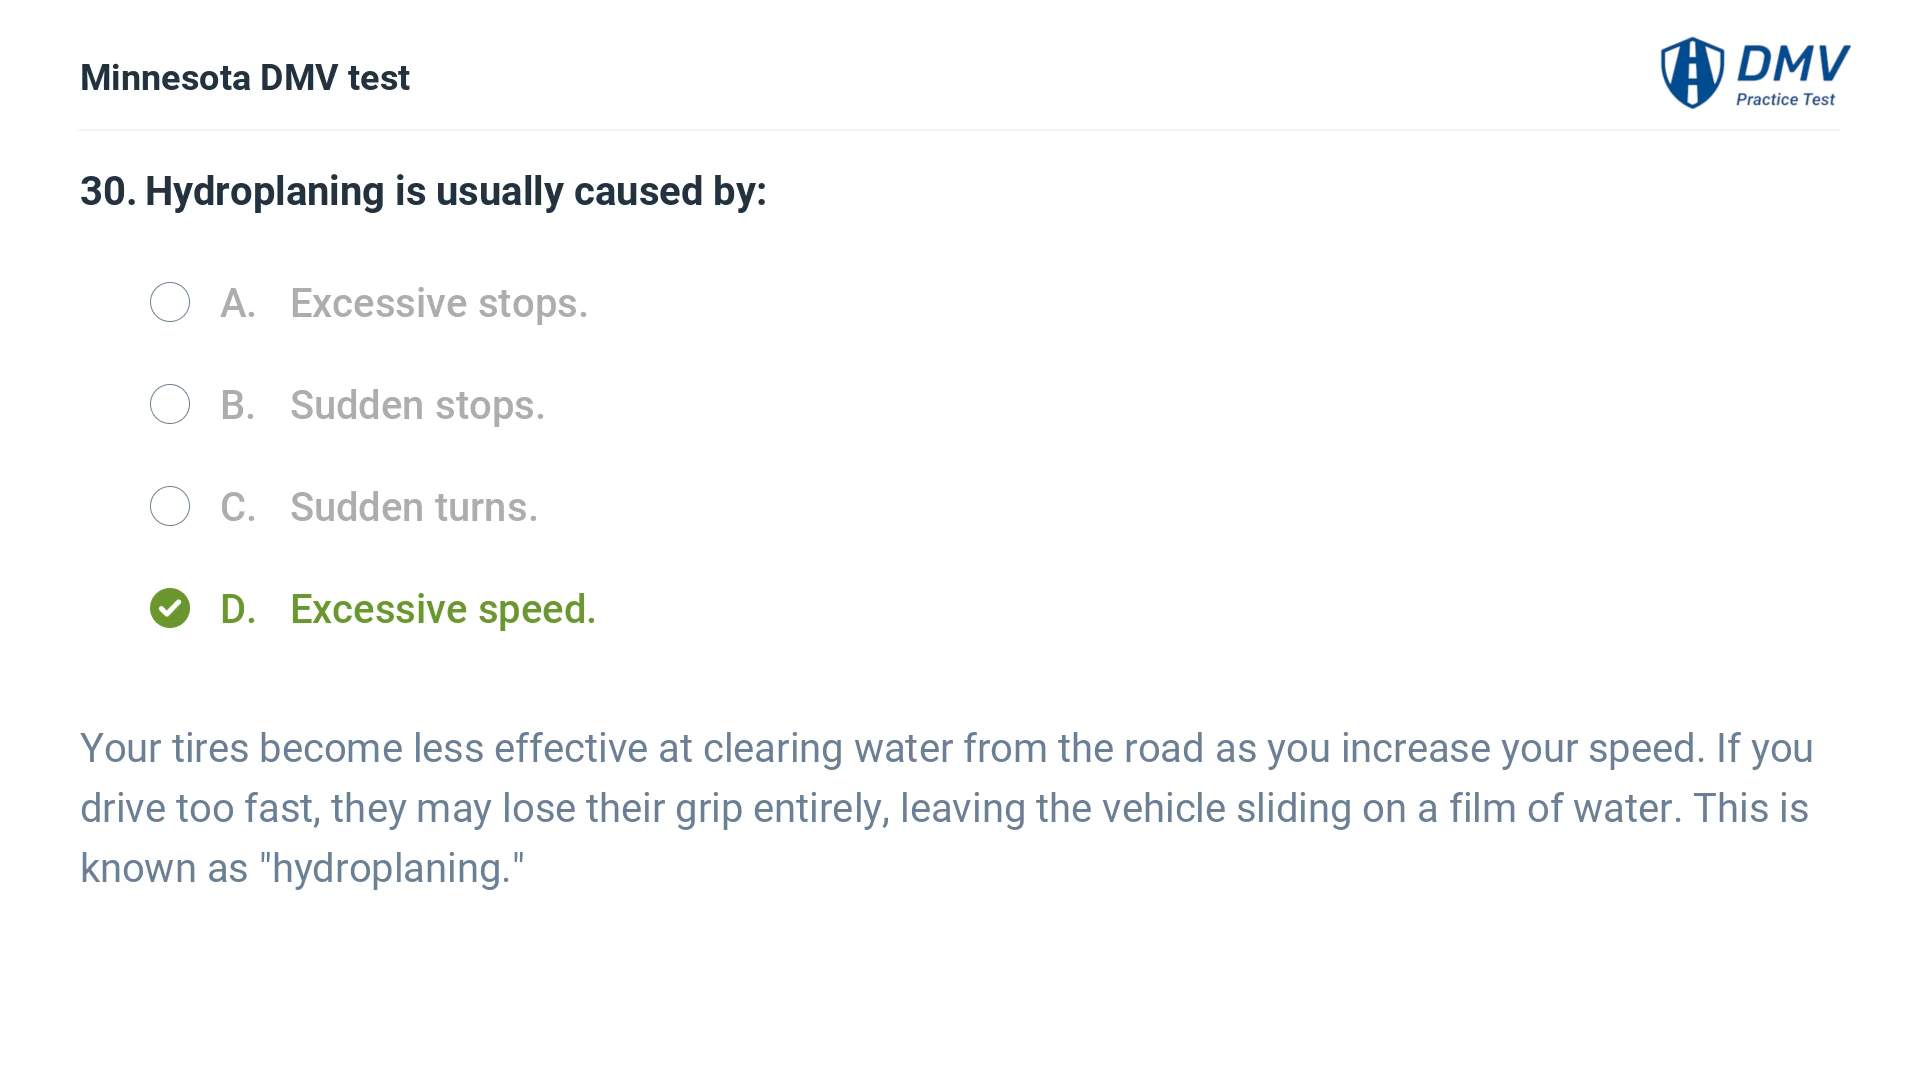 Minnesota DMV test
DMV
Practice Test
30. Hydroplaning is usually caused by:
A. Excessive stops.
B. Sudden stops.
C. Sudden turns.
D. Excessive speed.
Your tires become less effective at clearing water from the road as you increase your speed. If you
drive too fast, they may lose their grip entirely, leaving the vehicle sliding on a film of water. This is
known as "hydroplaning."